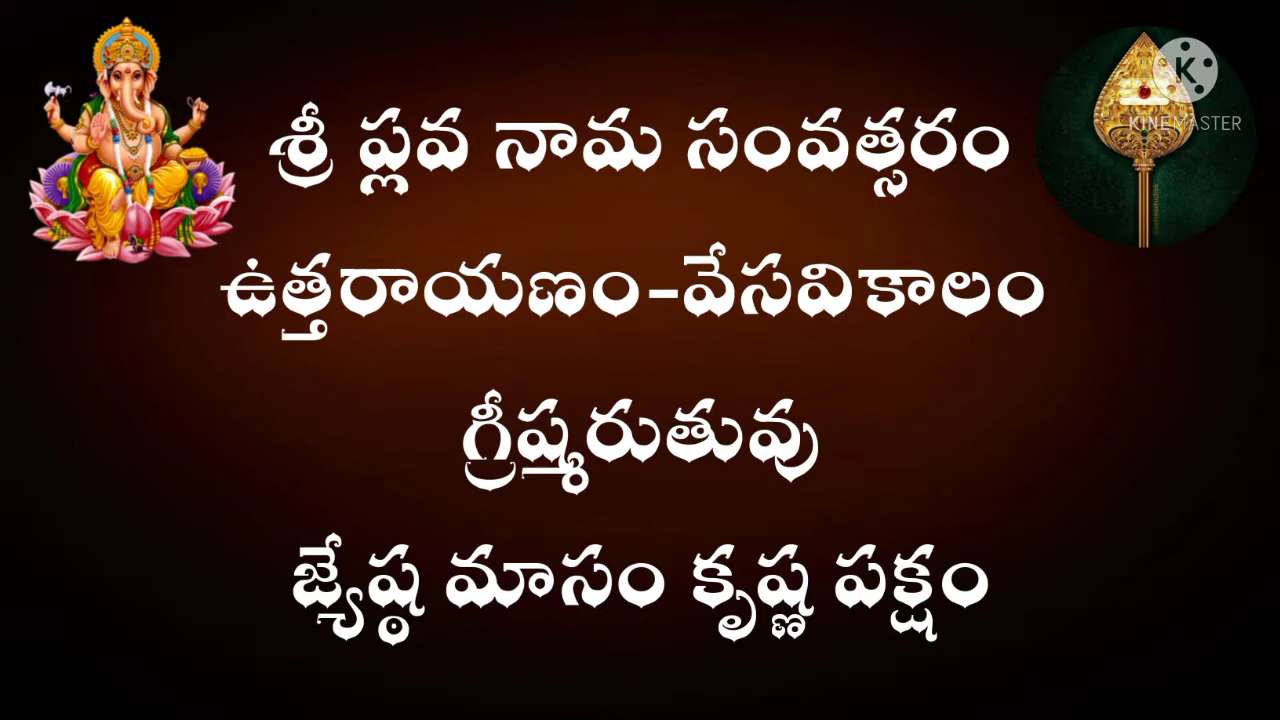 శ్రీ ప్లవ నామ సంవత్సరం
ఉత్తరాయణం-వేసవికాలం
గ్రీష్మరుతువు
జ్యేష్ఠ మాసం కృష్ణ పక్షం
K
KINEMASTER